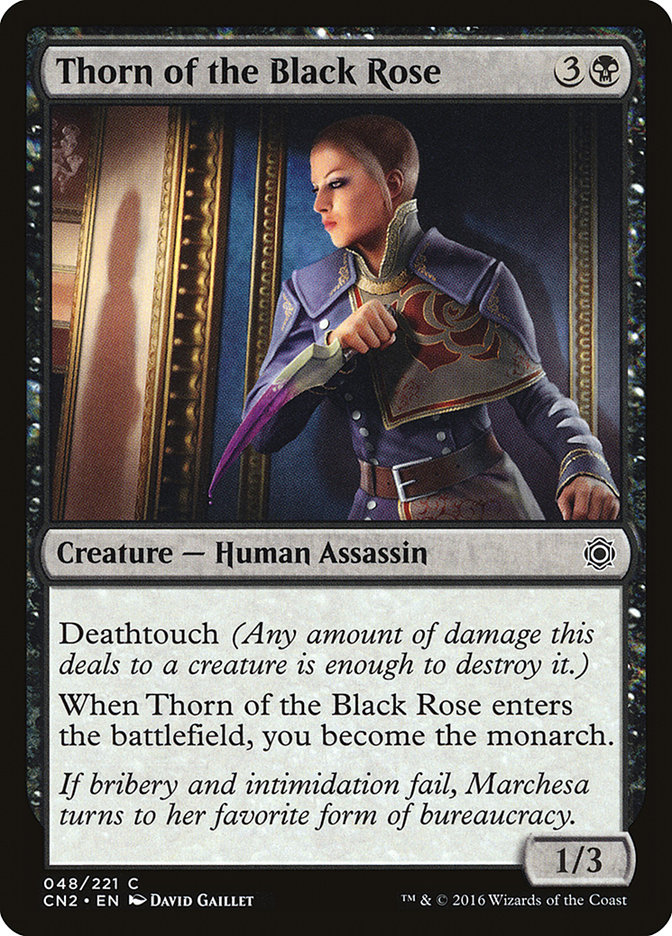 Thorn of the Black Rose 3
Creature — Human Assassin
Deathtouch (Any amount of damage this
deals to a creature is enough to destroy it.)
When Thorn of the Black Rose enters
the battlefield, you become the monarch.
If bribery and intimidation fail, Marchesa
turns to her favorite form of bureaucracy.
1/3
048/221 C
CN2 • EN David Gaillet
™ & © 2016 Wizards of the Coast